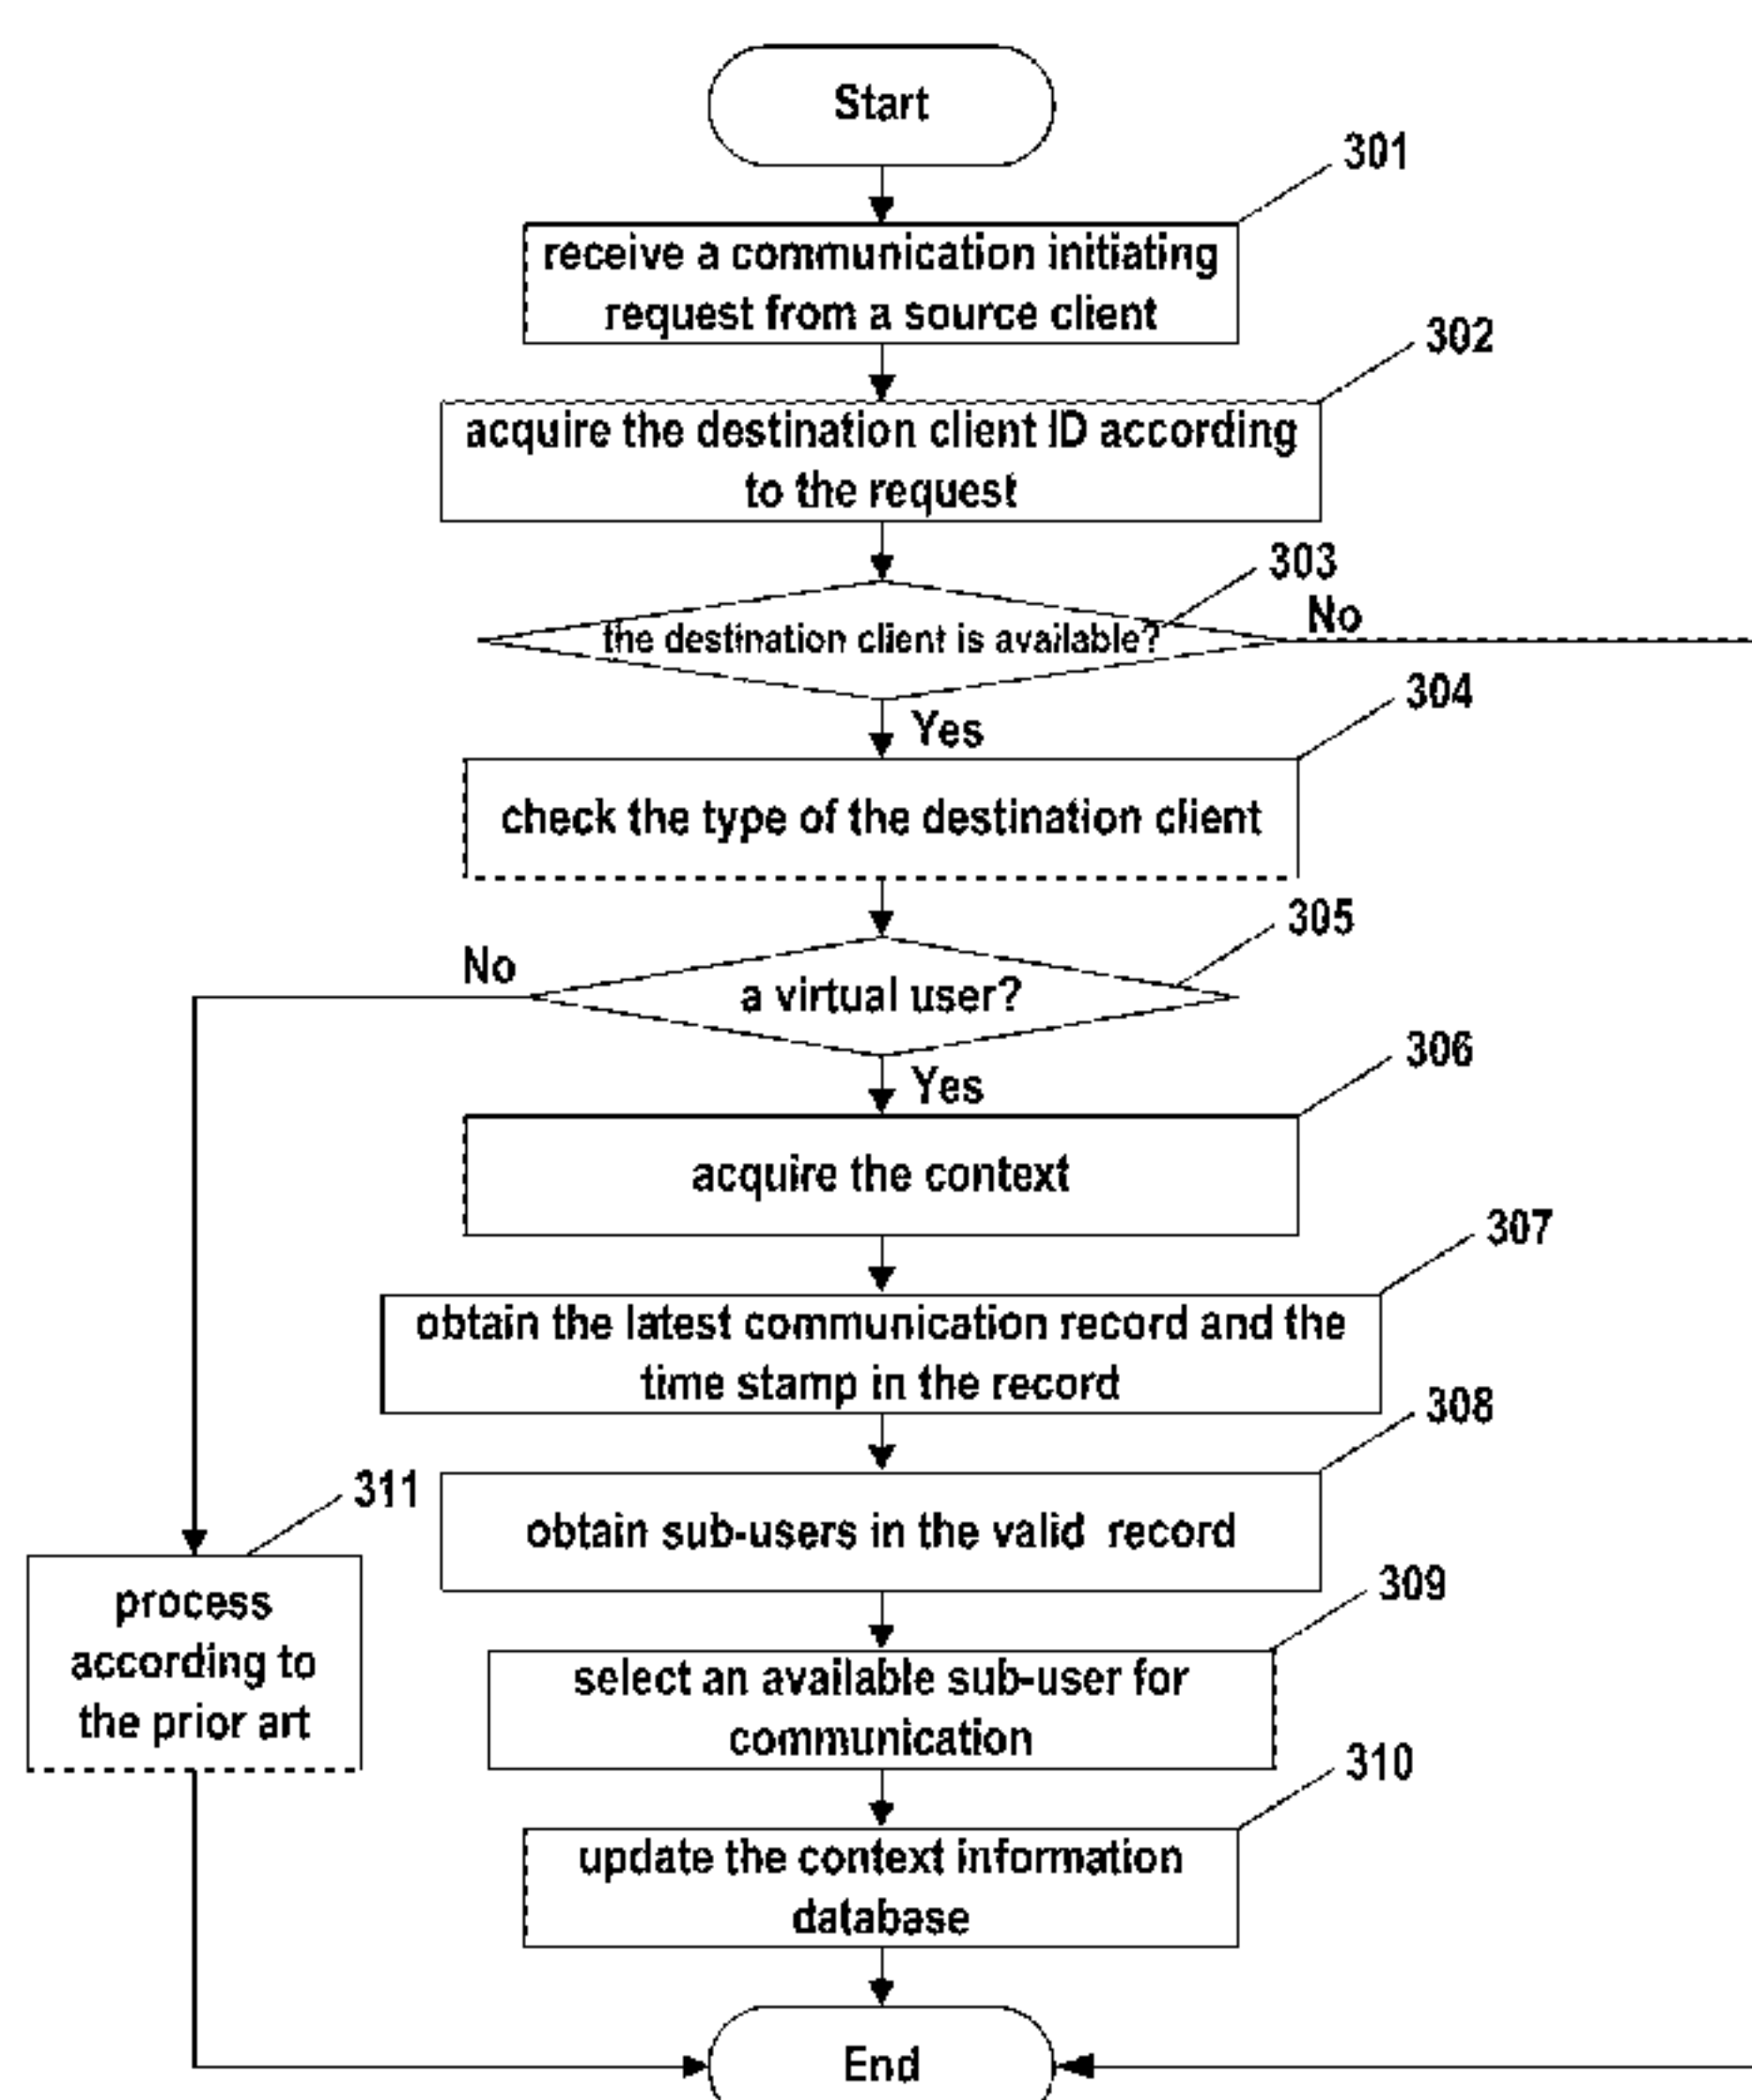 Start
301
receive a communication initiating
request from a source client
302
acquire the destination client ID according
to the request
303
the destination client is available?
No
304
Yes
check the type of the destination client
305
No
a virtual user?
306
Yes
acquire the context
307
obtain the latest communication record and the
time stamp in the record
308
311
obtain sub-users in the valid record
309
process
according to
the prior art
select an available sub-user for
communication
310
update the context information
database
End